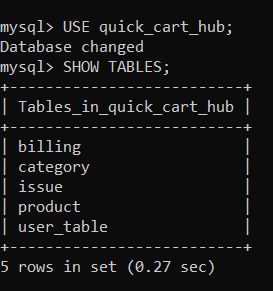 mysql> USE quick_cart_hub;
Database changed
mysql> SHOW TABLES;
+--------------------------+
| Tables_in_quick_cart_hub |
+--------------------------+
| billing                  |
| category                 |
| issue                    |
| product                  |
| user_table               |
+--------------------------+
5 rows in set (0.27 sec)